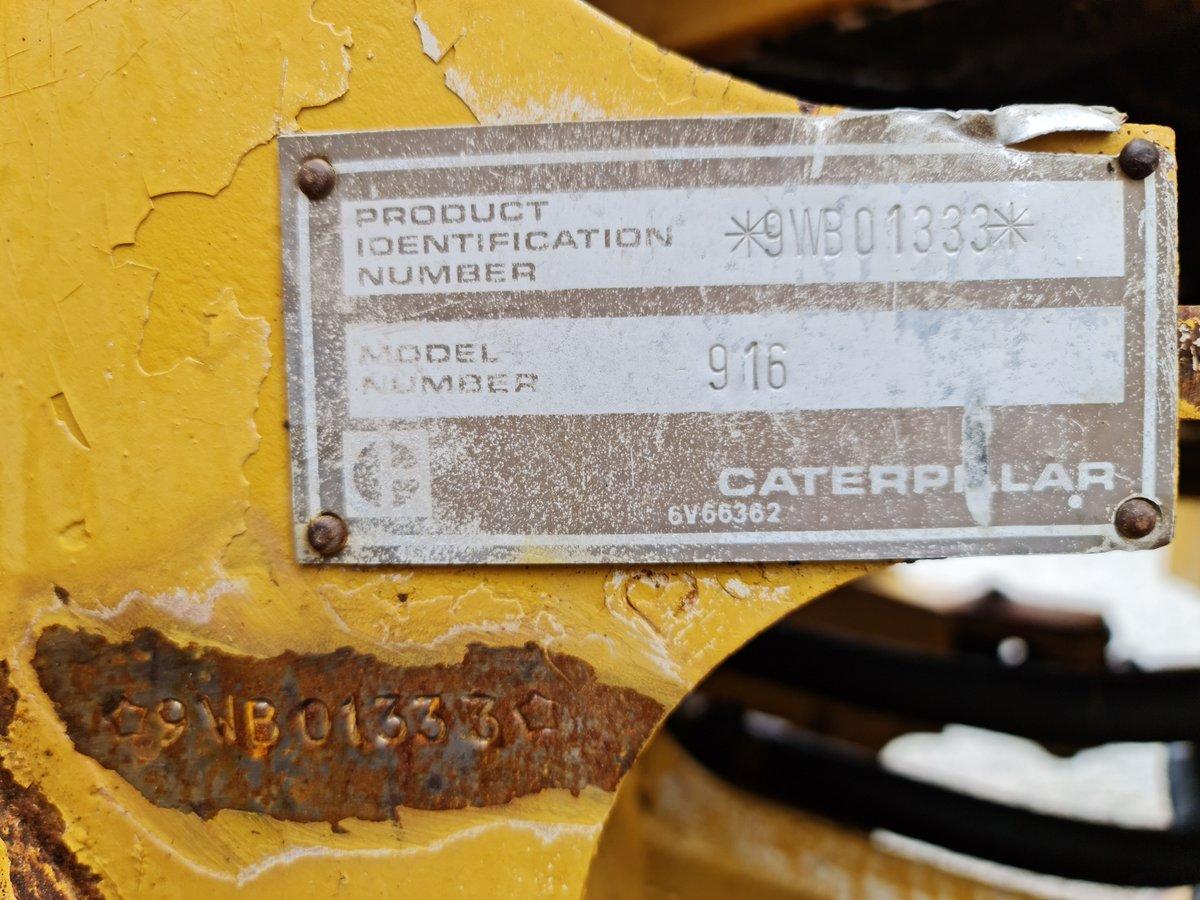 PRODUCT
IDENTIFICATION
NUMBER
*9WB01333*
MODEL
NUMBER
916
CATERPILLAR
6V66362
9WB01333